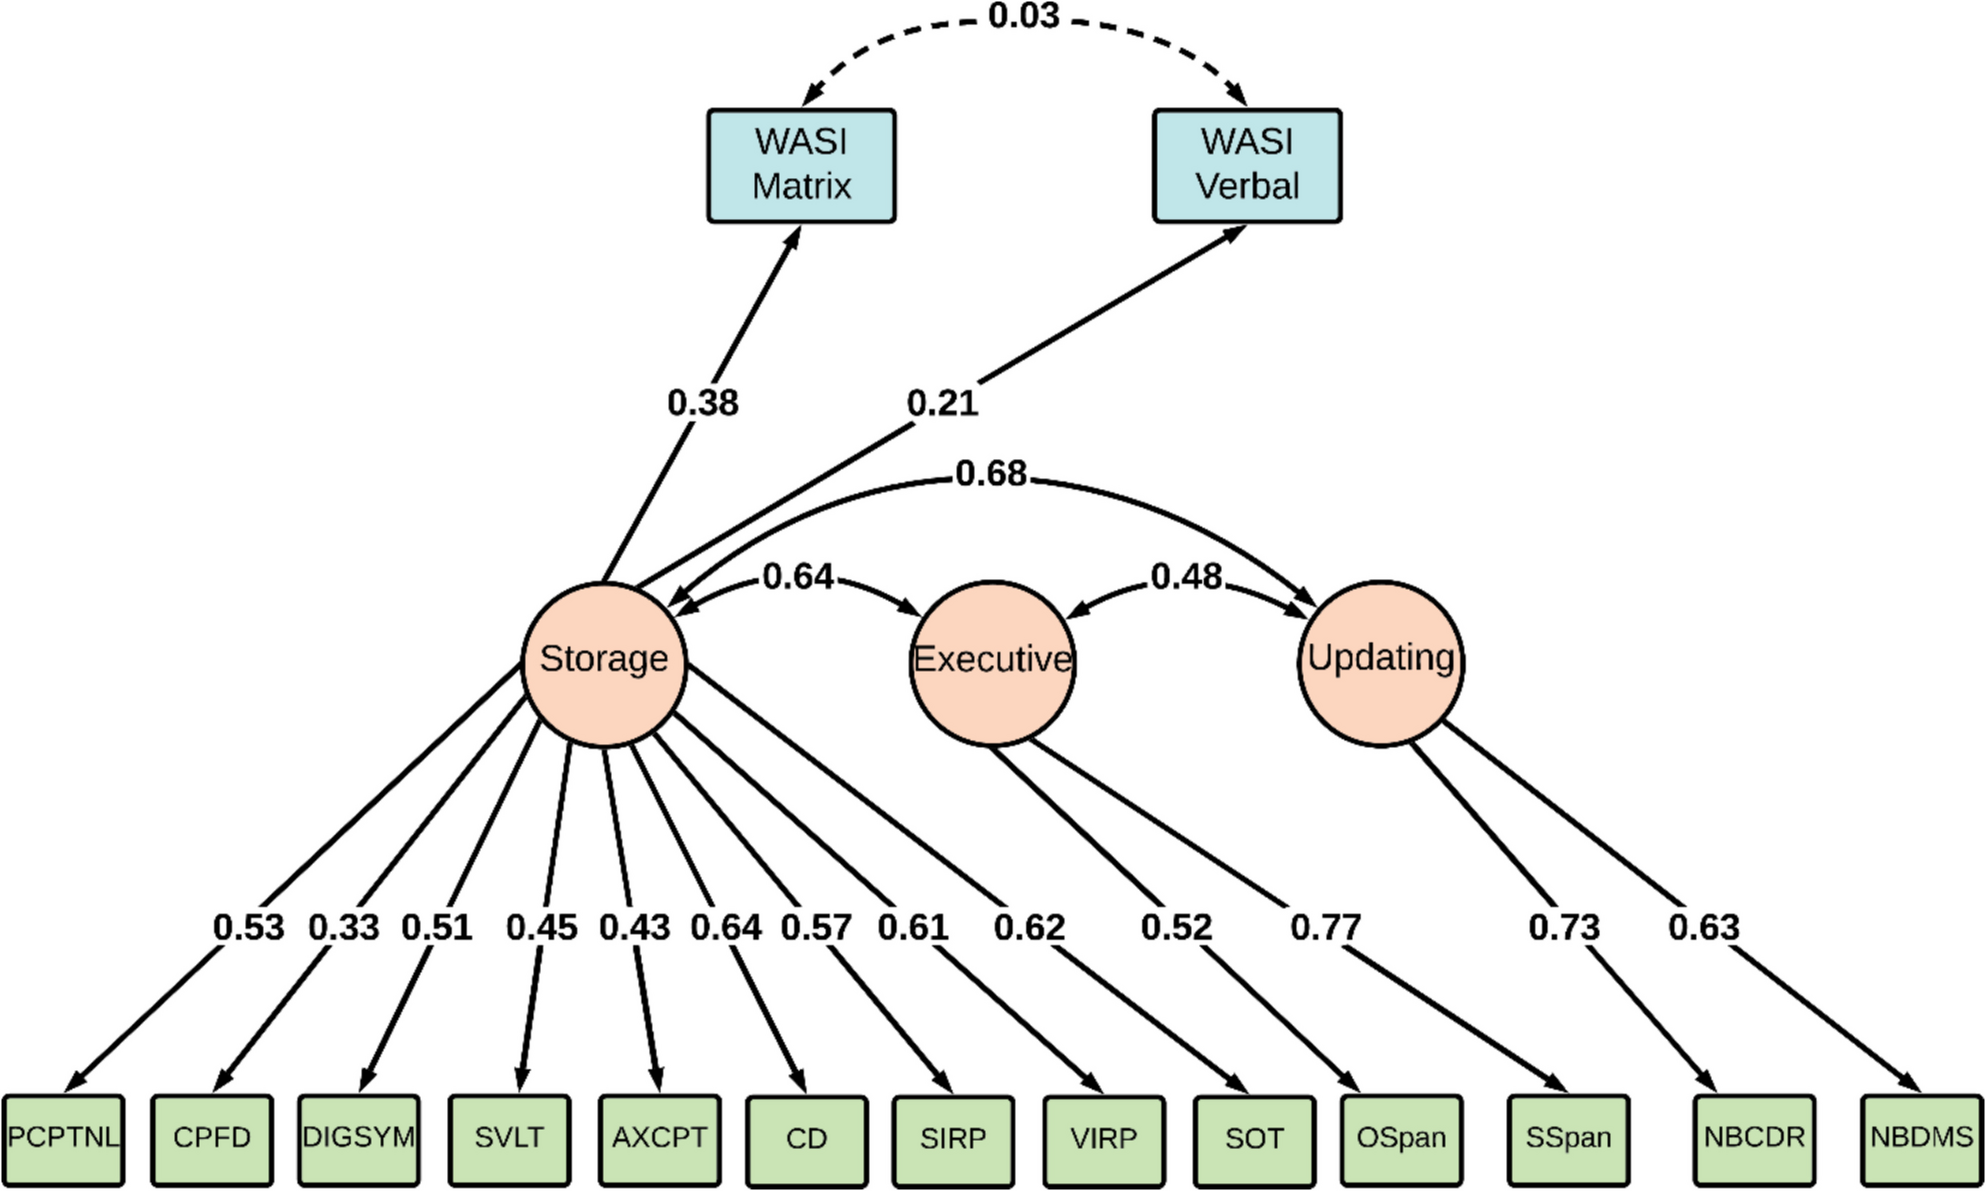 0.03
WASI
Matrix
WASI
Verbal
0.38
0.21
0.68
0.64
0.48
Storage
Executive
Updating
0.53 0.33 0.51 0.45 0.43 0.64 0.57 0.61 0.62 0.52 0.77 0.73 0.63
PCPTNL CPFD DIGSYM SVLT AXCPT CD SIRP VIRP SOT OSpan SSpan NBCDR NBDMS